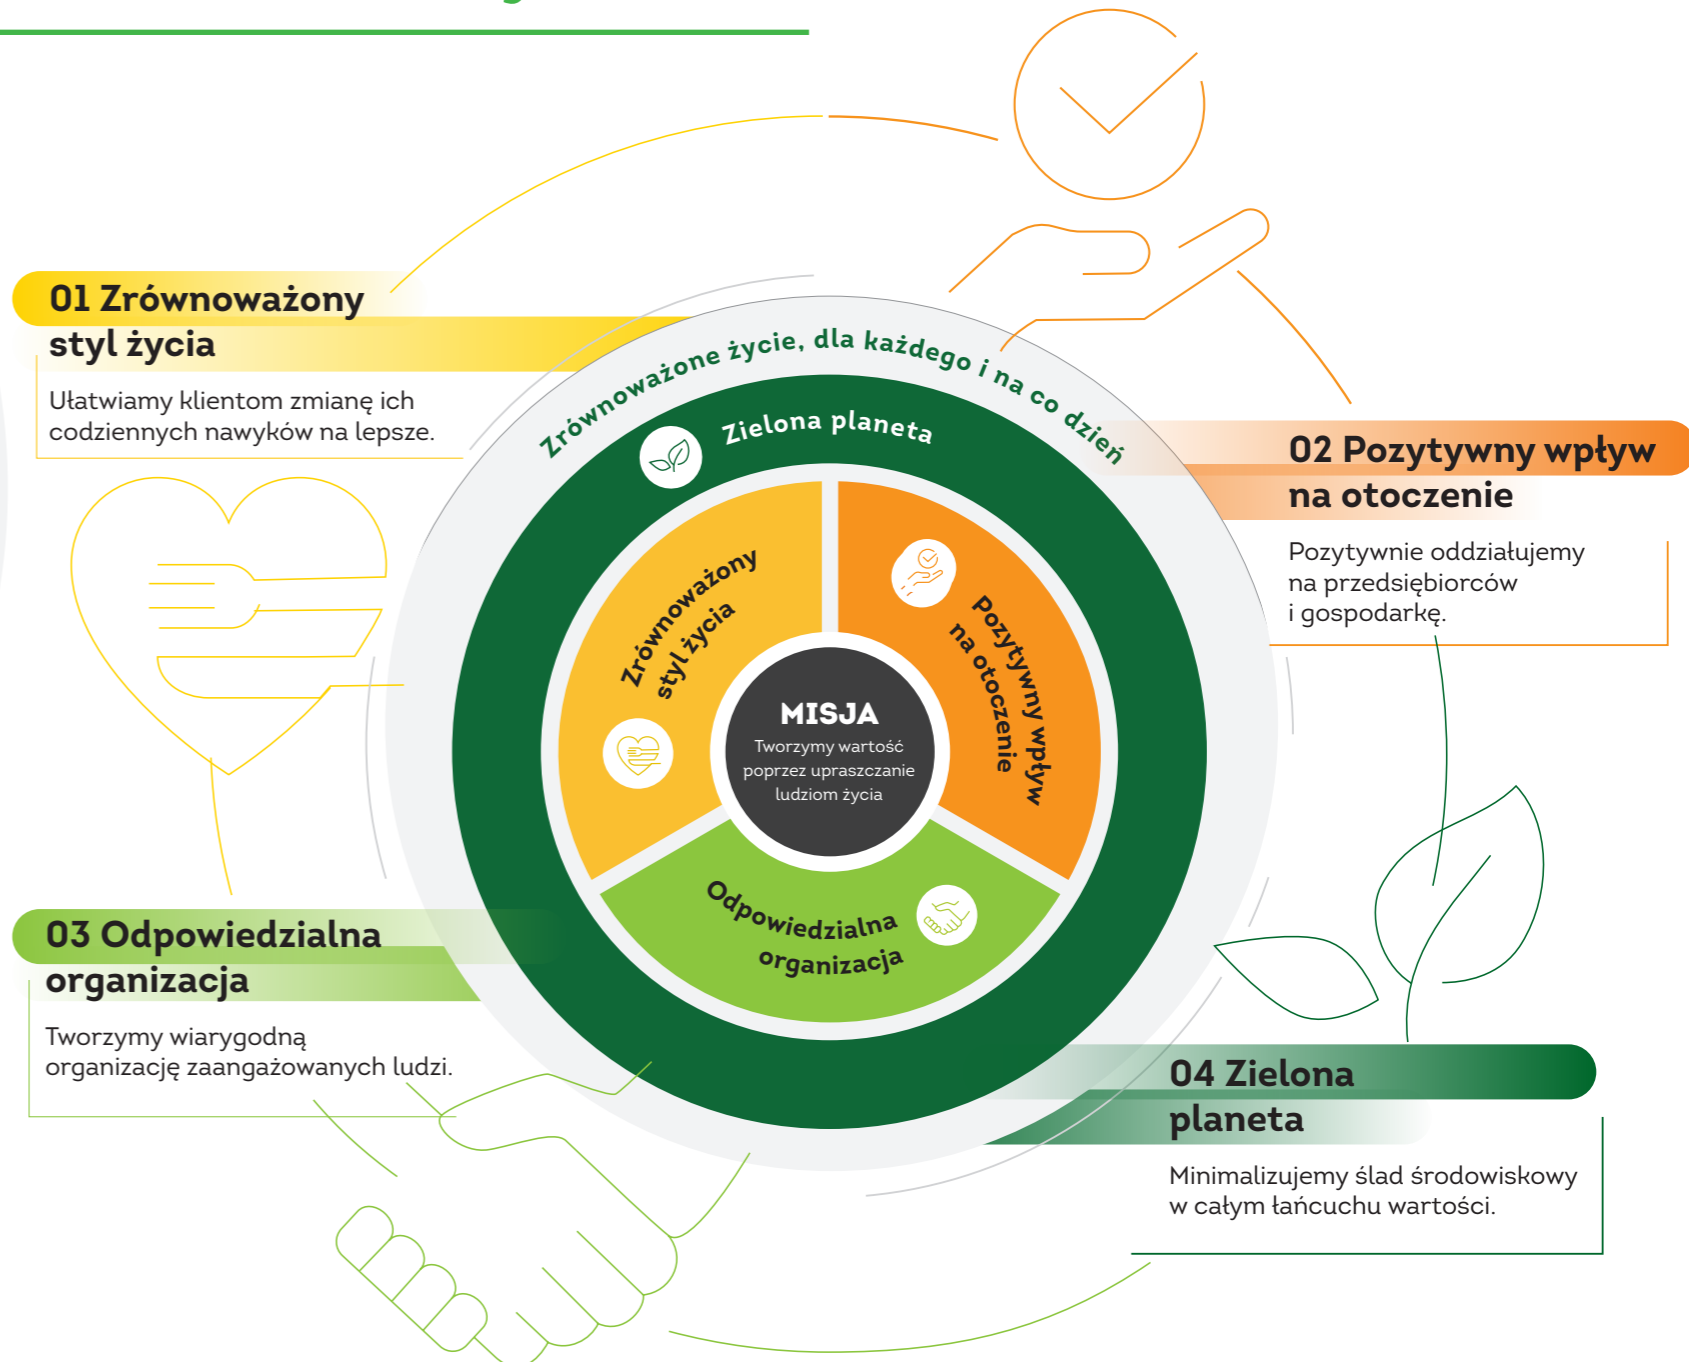 01 Zrównoważony
styl życia
Ułatwiamy klientom zmianę ich
codziennych nawyków na lepsze.
Zrównoważone życie, dla każdego i na co dzień
Zielona planeta
02 Pozytywny wpływ
na otoczenie
Pozytywnie oddziałujemy
na przedsiębiorców
i gospodarkę.
Zrównoważony
styl życia
Pozytywny wpływ
na otoczenie
MISJA
Tworzymy wartość
poprzez upraszczanie
ludziom życia
Odpowiedzialna
organizacja
03 Odpowiedzialna
organizacja
Tworzymy wiarygodną
organizację zaangażowanych ludzi.
04 Zielona
planeta
Minimalizujemy ślad środowiskowy
w całym łańcuchu wartości.